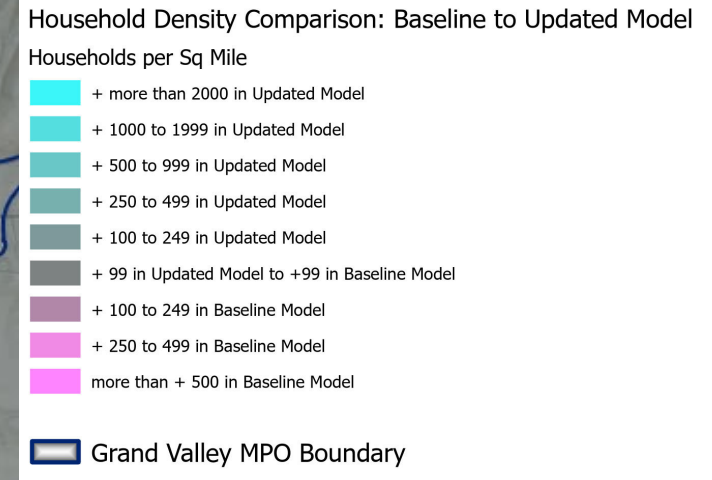 Household Density Comparison: Baseline to Updated Model
Households per Sq Mile
+ more than 2000 in Updated Model
+ 1000 to 1999 in Updated Model
+ 500 to 999 in Updated Model
+ 250 to 499 in Updated Model
+ 100 to 249 in Updated Model
+ 99 in Updated Model to +99 in Baseline Model
+ 100 to 249 in Baseline Model
+ 250 to 499 in Baseline Model
more than + 500 in Baseline Model
Grand Valley MPO Boundary